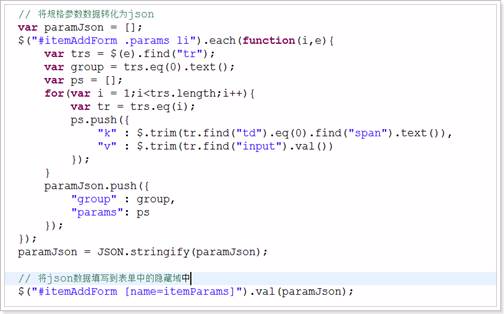 // 将规格参数数据转化为json
var paramJson = [];
$("#itemAddForm .params li").each(function(i,e){
    var trs = $(e).find("tr");
    var group = trs.eq(0).text();
    var ps = [];
    for(var i = 1;i<trs.length;i++){
        var tr = trs.eq(i);
        ps.push({
            "k" : $.trim(tr.find("td").eq(0).find("span").text()),
            "v" : $.trim(tr.find("input").val())
        });
    }
    paramJson.push({
        "group" : group,
        "params": ps
    });
});
paramJson = JSON.stringify(paramJson);
// 将json数据填写到表单中的隐藏域中
$("#itemAddForm [name=itemParams]").val(paramJson);